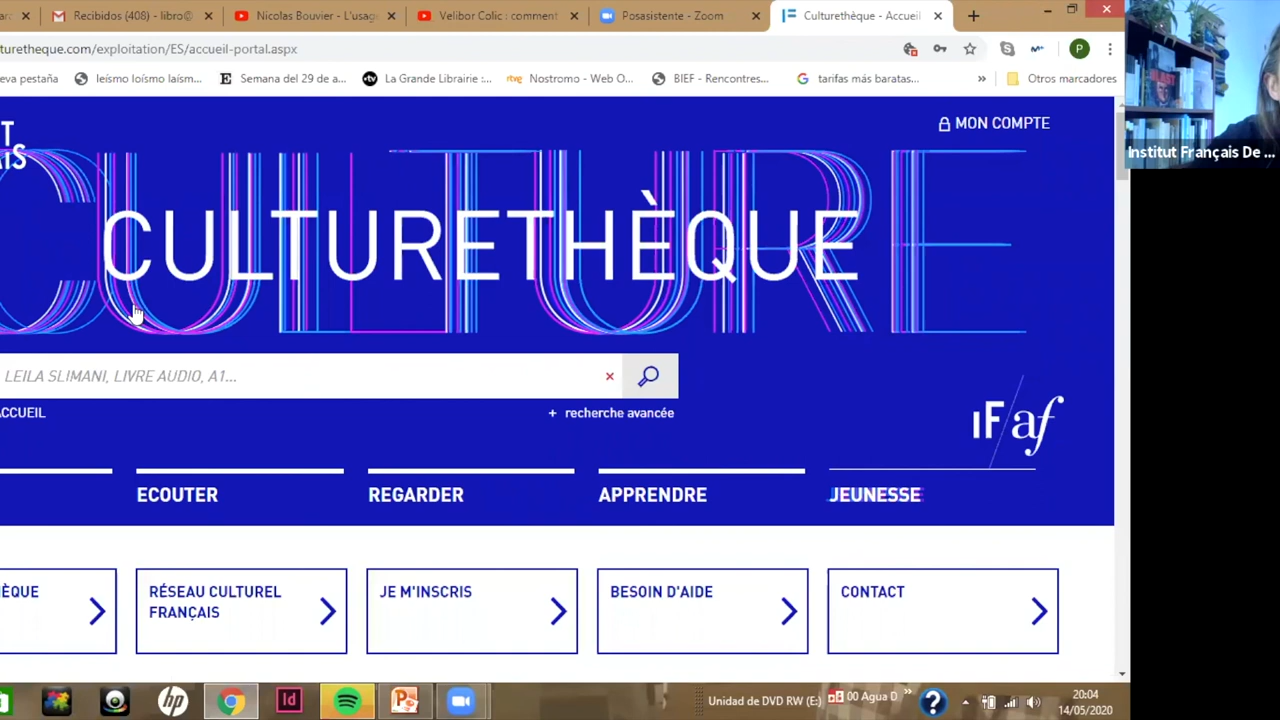 Recibidos (408) - libro@
Nicolas Bouvier - L'usag
Velibor Colic : comment
Posasistente - Zoom
Culturethèque - Accueil
turetheque.com/exploitation/ES/accueil-portal.aspx
P
eva pestaña
leísmo loísmo laísm...
Semana del 29 de a...
La Grande Librairie :...
Nostromo - Web O...
BIEF - Rencontres...
tarifas más baratas...
»
Otros marcadores
MON COMPTE
CULTURE
CULTURETHÈQUE
LEILA SLIMANI, LIVRE AUDIO, A1...
ACCUEIL
+ recherche avancée
IF/af
ECOUTER
REGARDER
APPRENDRE
JEUNESSE
ÈQUE
RÉSEAU CULTUREL
FRANÇAIS
JE M'INSCRIS
BESOIN D'AIDE
CONTACT
Institut Français De ...
hp
Id
Unidad de DVD RW (E:)
00 Agua D
»
20:04
14/05/2020